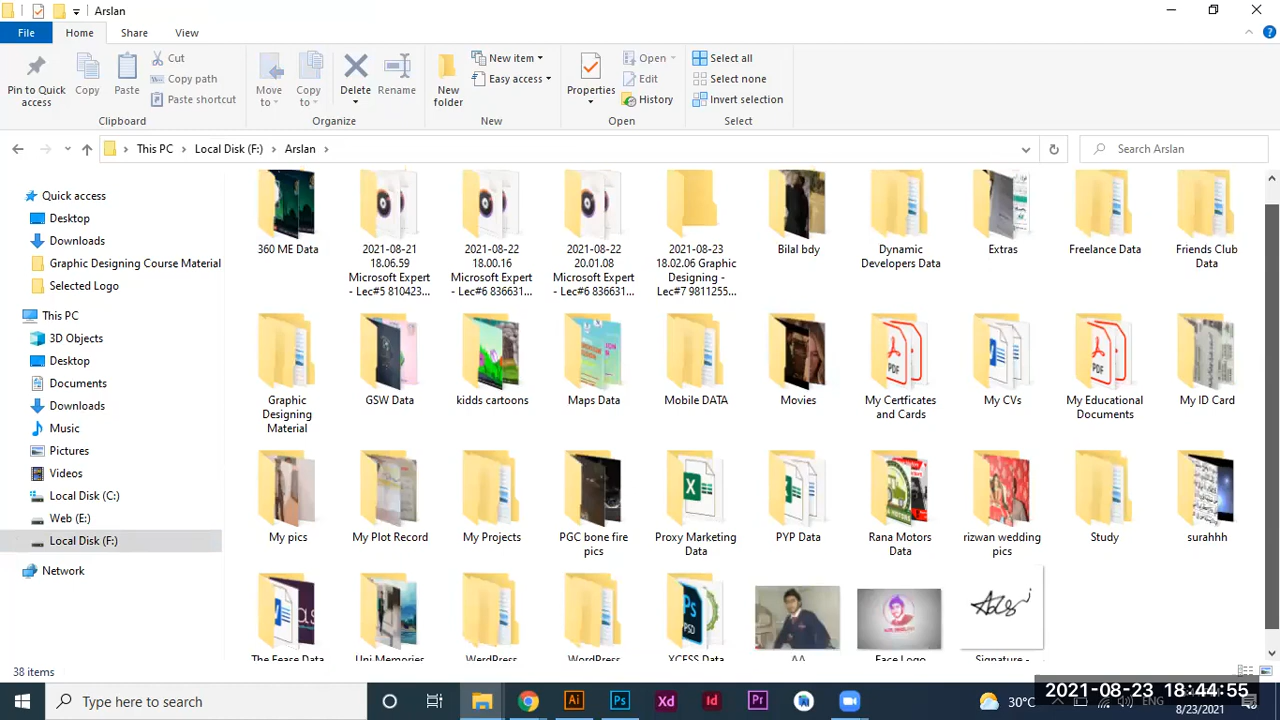 Arslan
File
Home
Share
View
Pin to Quick
access
Copy
Paste
Cut
Copy path
Paste shortcut
Clipboard
Move
to
Copy
to
Delete
Rename
Organize
New
folder
New item
Easy access
New
Properties
Open
Edit
History
Open
Select all
Select none
Invert selection
Select
This PC
Local Disk (F:)
Arslan
Search Arslan
Quick access
Desktop
Downloads
Graphic Designing Course Material
Selected Logo
This PC
3D Objects
Desktop
Documents
Downloads
Music
Pictures
Videos
Local Disk (C:)
Web (E:)
Local Disk (F:)
Network
360 ME Data
2021-08-21
18.06.59
Microsoft Expert
- Lec#5 810423...
2021-08-22
18.00.16
Microsoft Expert
- Lec#6 836631...
2021-08-22
20.01.08
Microsoft Expert
- Lec#6 836631...
2021-08-23
18.02.06 Graphic
Designing -
Lec#7 9811255...
Bilal bdy
Dynamic
Developers Data
Extras
Freelance Data
Friends Club
Data
Graphic
Designing
Material
GSW Data
kidds cartoons
Maps Data
Mobile DATA
Movies
My Certficates
and Cards
My CVs
My Educational
Documents
My ID Card
My pics
My Plot Record
My Projects
PGC bone fire
pics
Proxy Marketing
Data
PYP Data
Rana Motors
Data
rizwan wedding
pics
Study
surahhh
The Fease Data
Uni Memories
WordPress
WordPress
XCESS Data
AA
Face Logo
Signature -
38 items
Type here to search
30°C
ENG
2021-08-23 18:44:55
8/23/2021